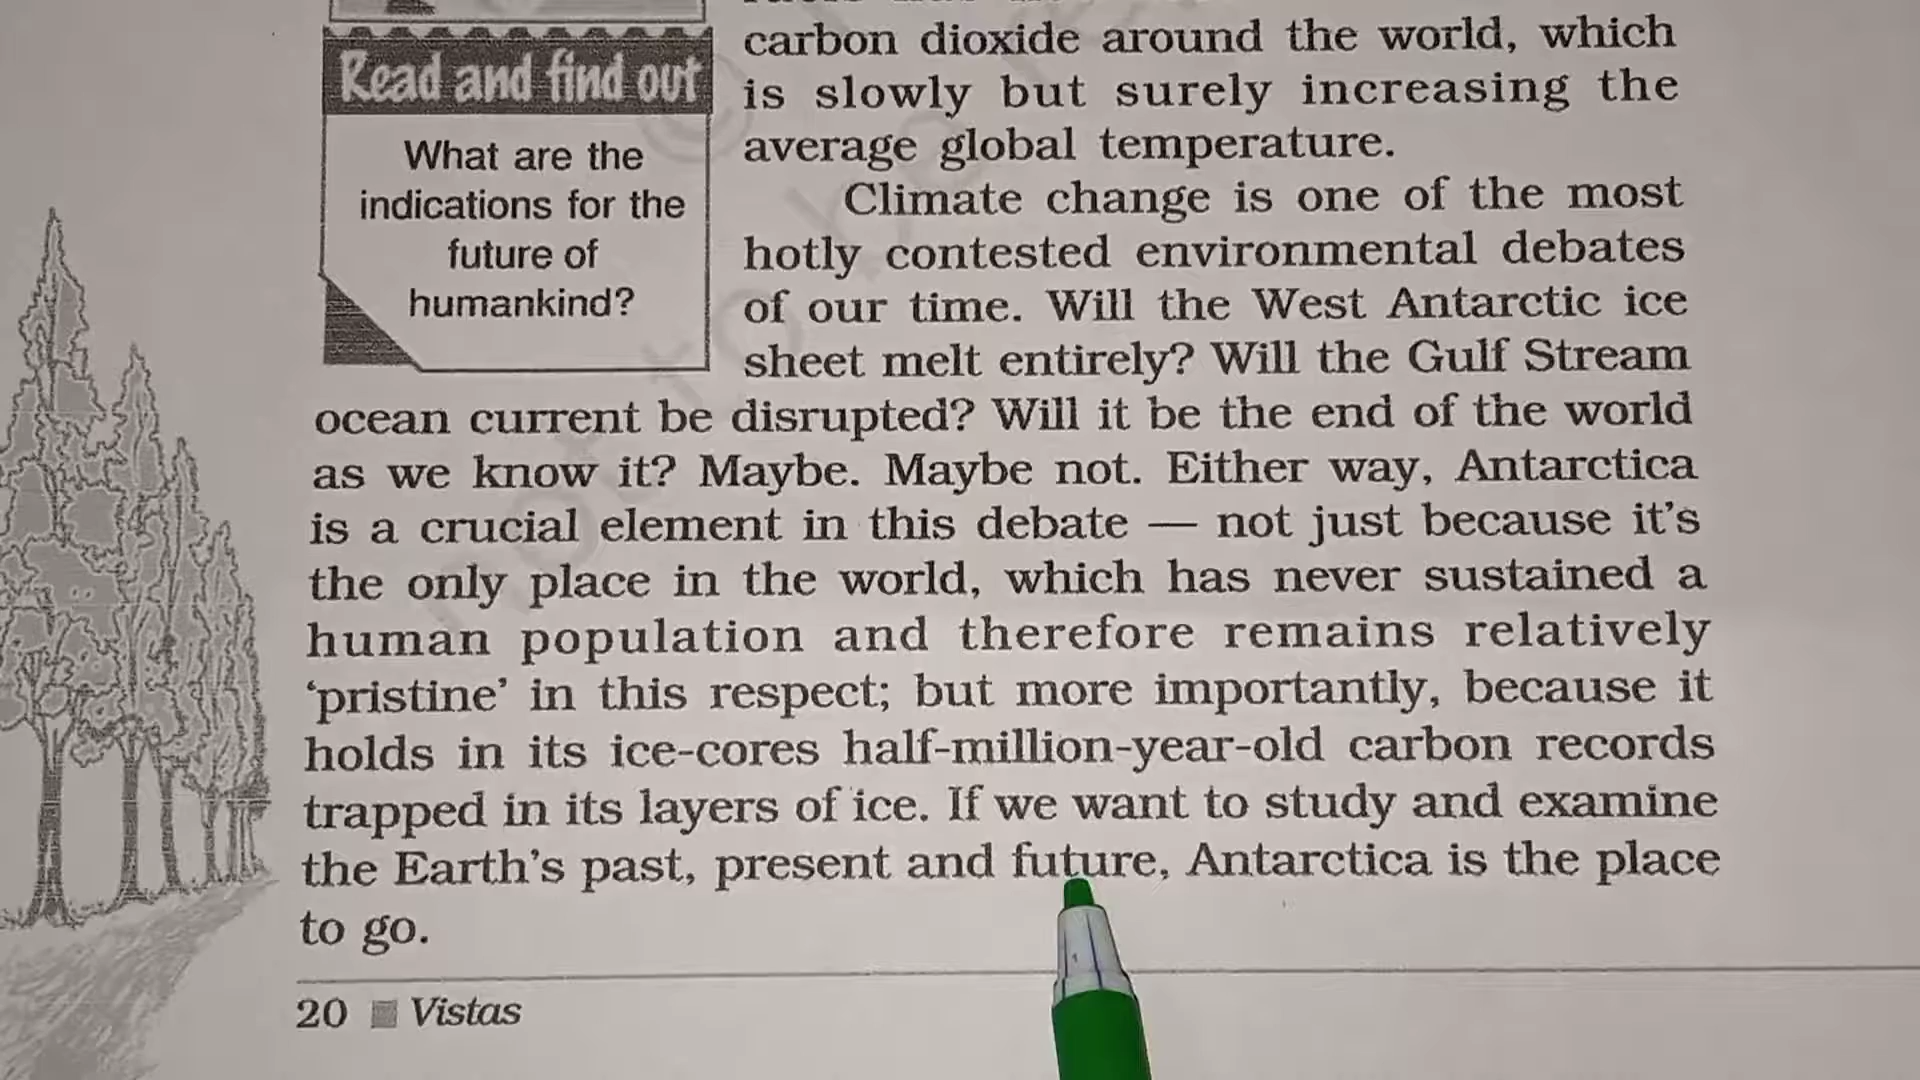 Read and find out
What are the
indications for the
future of
humankind?
carbon dioxide around the world, which
is slowly but surely increasing the
average global temperature.
Climate change is one of the most
hotly contested environmental debates
of our time. Will the West Antarctic ice
sheet melt entirely? Will the Gulf Stream
ocean current be disrupted? Will it be the end of the world
as we know it? Maybe. Maybe not. Either way, Antarctica
is a crucial element in this debate — not just because it's
the only place in the world, which has never sustained a
human population and therefore remains relatively
‘pristine’ in this respect; but more importantly, because it
holds in its ice-cores half-million-year-old carbon records
trapped in its layers of ice. If we want to study and examine
the Earth's past, present and future, Antarctica is the place
to go.
20 Vistas